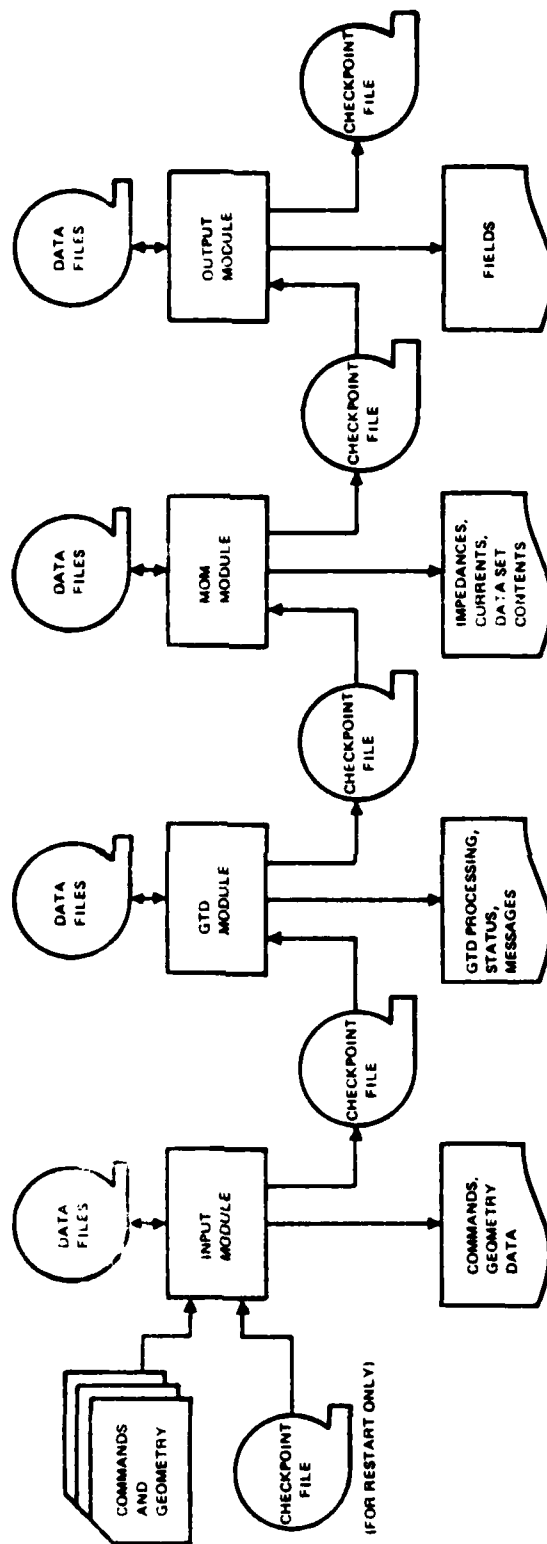 COMMANDS
AND
GEOMETRY
CHECKPOINT
FILE
(FOR RESTART ONLY)
DATA
FILES
INPUT
MODULE
COMMANDS,
GEOMETRY
DATA
CHECKPOINT
FILE
DATA
FILES
GTD
MODULE
GTD PROCESSING,
STATUS,
MESSAGES
CHECKPOINT
FILE
DATA
FILES
MOM
MODULE
IMPEDANCES,
CURRENTS,
DATA SET
CONTENTS
CHECKPOINT
FILE
DATA
FILES
OUTPUT
MODULE
FIELDS
CHECKPOINT
FILE